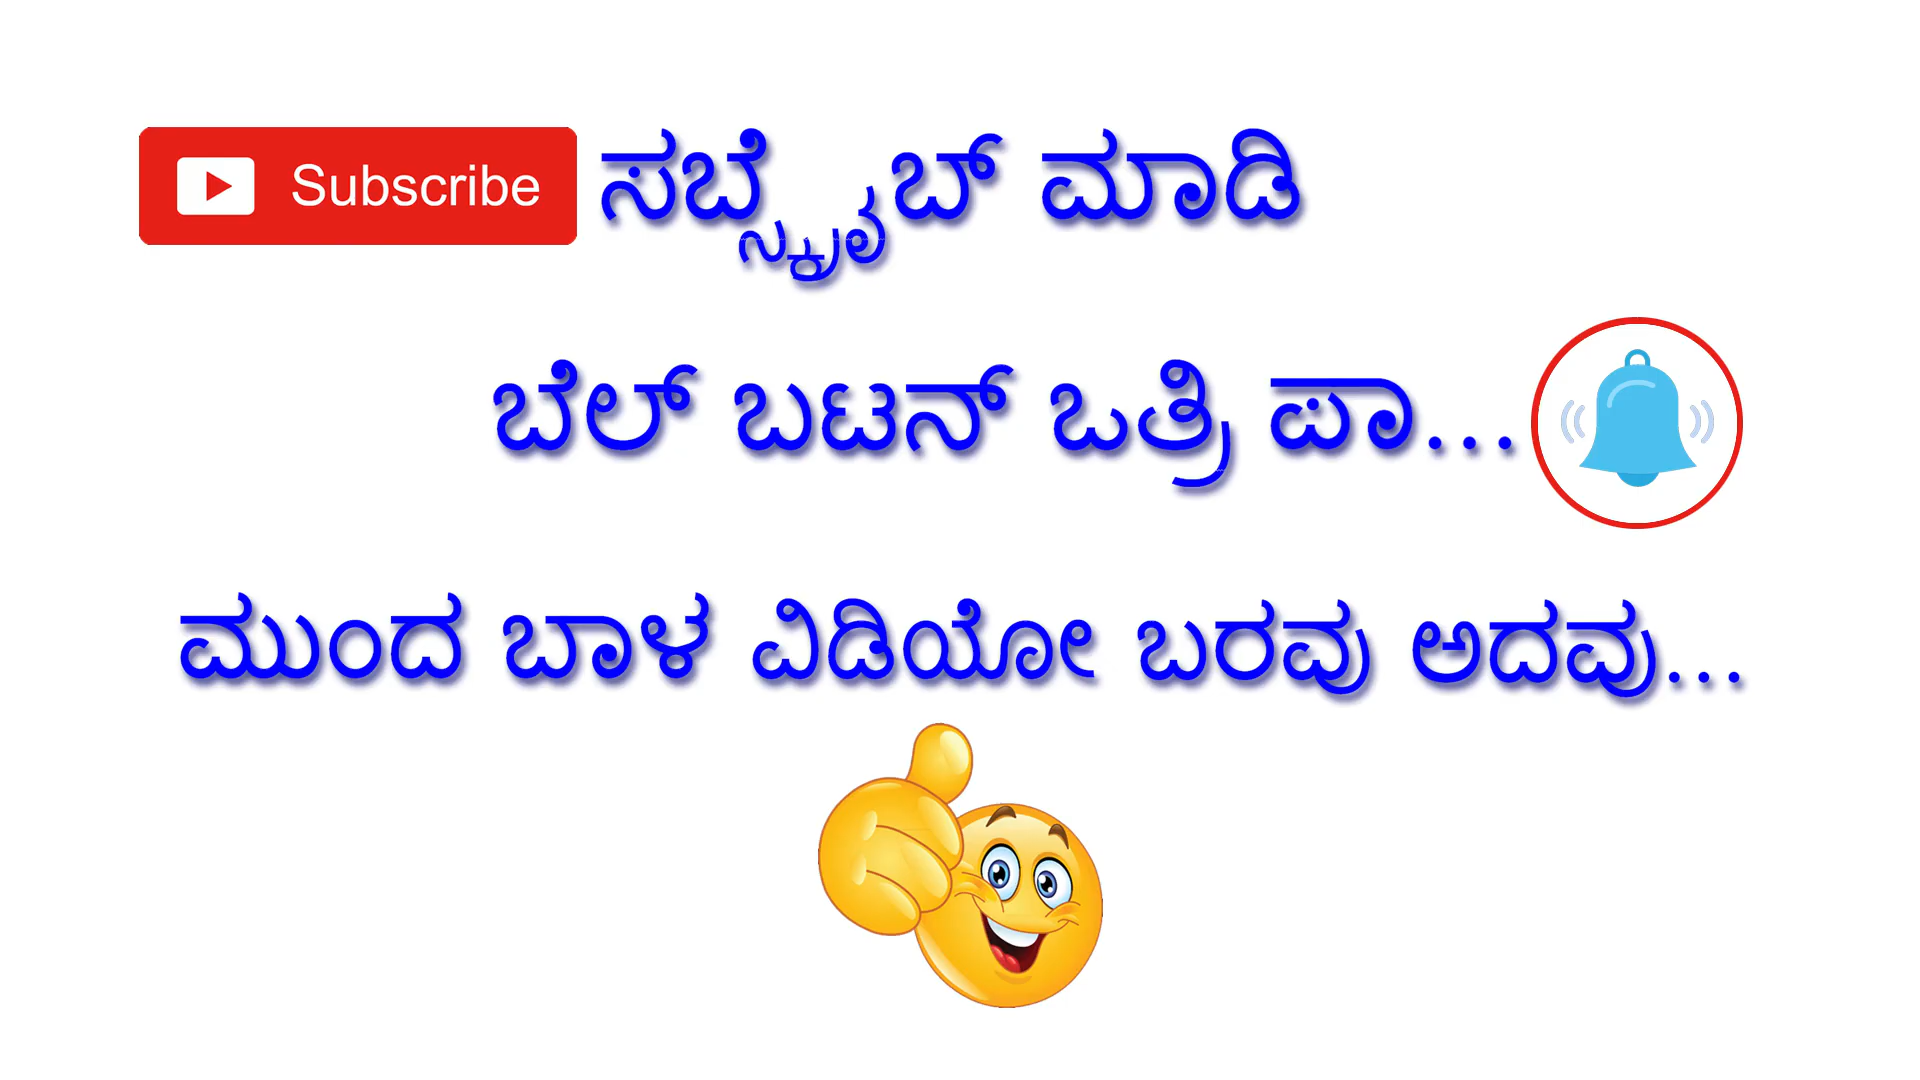 Subscribe ಸಬ್ಸ್ಕ್ರೈಬ್ ಮಾಡಿ
ಬೆಲ್ ಬಟನ್ ಒತ್ರಿ ಪಾ...
ಮುಂದ ಬಾಳ ವಿಡಿಯೋ ಬರವು ಅದವು...